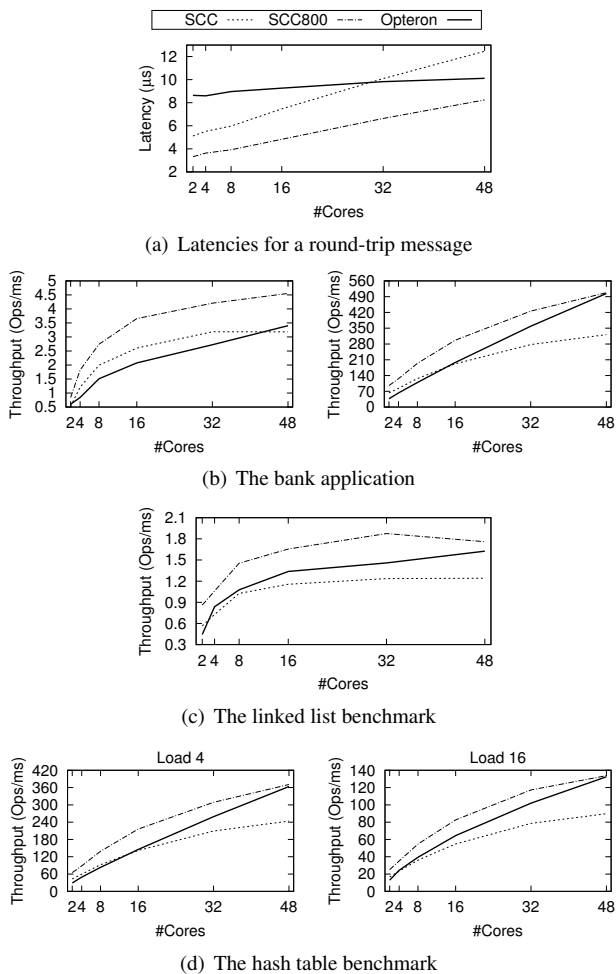 SCC SCC800 Opteron
12
10
8
6
4
2
Latency (μs)
2 4 8 16 32 48
#Cores
(a) Latencies for a round-trip message
5
4.5
3.5
2.5
1.5
1
0.5
Throughput (Ops/ms)
2 4 8 16 32 48
#Cores
560
490
420
350
280
210
140
70
0
Throughput (Ops/ms)
2 4 8 16 32 48
#Cores
(b) The bank application
2.1
1.8
1.5
1.2
0.9
0.6
0.3
Throughput (Ops/ms)
2 4 8 16 32 48
#Cores
(c) The linked list benchmark
Load 4
420
360
300
240
180
120
60
0
Throughput (Ops/ms)
2 4 8 16 32 48
#Cores
Load 16
140
120
100
80
60
40
20
0
Throughput (Ops/ms)
2 4 8 16 32 48
#Cores
(d) The hash table benchmark